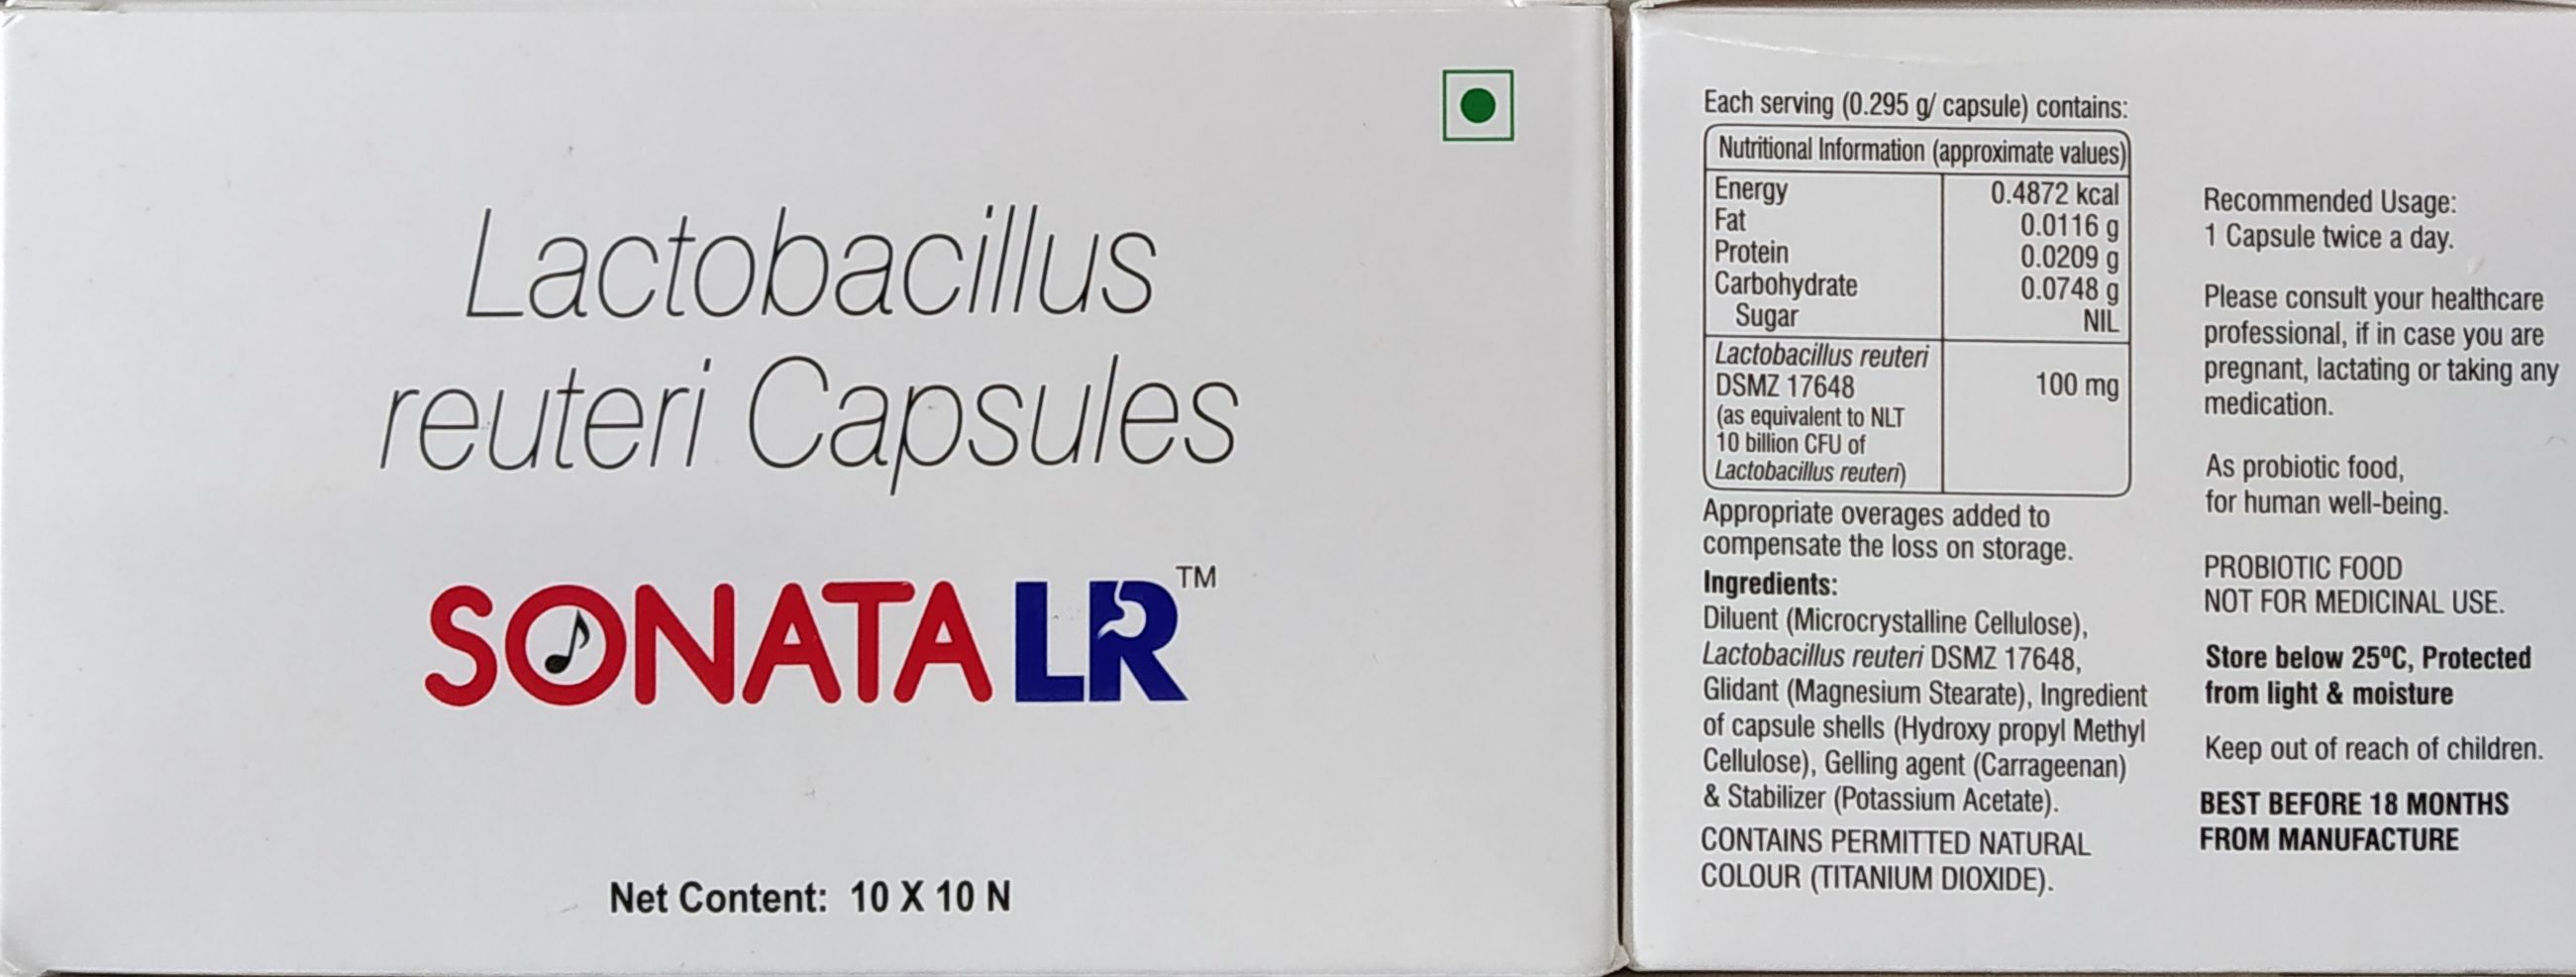 Lactobacillus
reuteri Capsules
SONATA LR™
Net Content: 10 X 10 N
Each serving (0.295 g/ capsule) contains:
Nutritional Information (approximate values)
Energy 0.4872 kcal
Fat 0.0116 g
Protein 0.0209 g
Carbohydrate 0.0748 g
Sugar NIL
Lactobacillus reuteri
DSMZ 17648 100 mg
(as equivalent to NLT
10 billion CFU of
Lactobacillus reuteri)
Appropriate overages added to
compensate the loss on storage.
Ingredients:
Diluent (Microcrystalline Cellulose),
Lactobacillus reuteri DSMZ 17648,
Glidant (Magnesium Stearate), Ingredient
of capsule shells (Hydroxy propyl Methyl
Cellulose), Gelling agent (Carrageenan)
& Stabilizer (Potassium Acetate).
CONTAINS PERMITTED NATURAL
COLOUR (TITANIUM DIOXIDE).
Recommended Usage:
1 Capsule twice a day.
Please consult your healthcare
professional, if in case you are
pregnant, lactating or taking any
medication.
As probiotic food,
for human well-being.
PROBIOTIC FOOD
NOT FOR MEDICINAL USE.
Store below 25ºC, Protected
from light & moisture
Keep out of reach of children.
BEST BEFORE 18 MONTHS
FROM MANUFACTURE